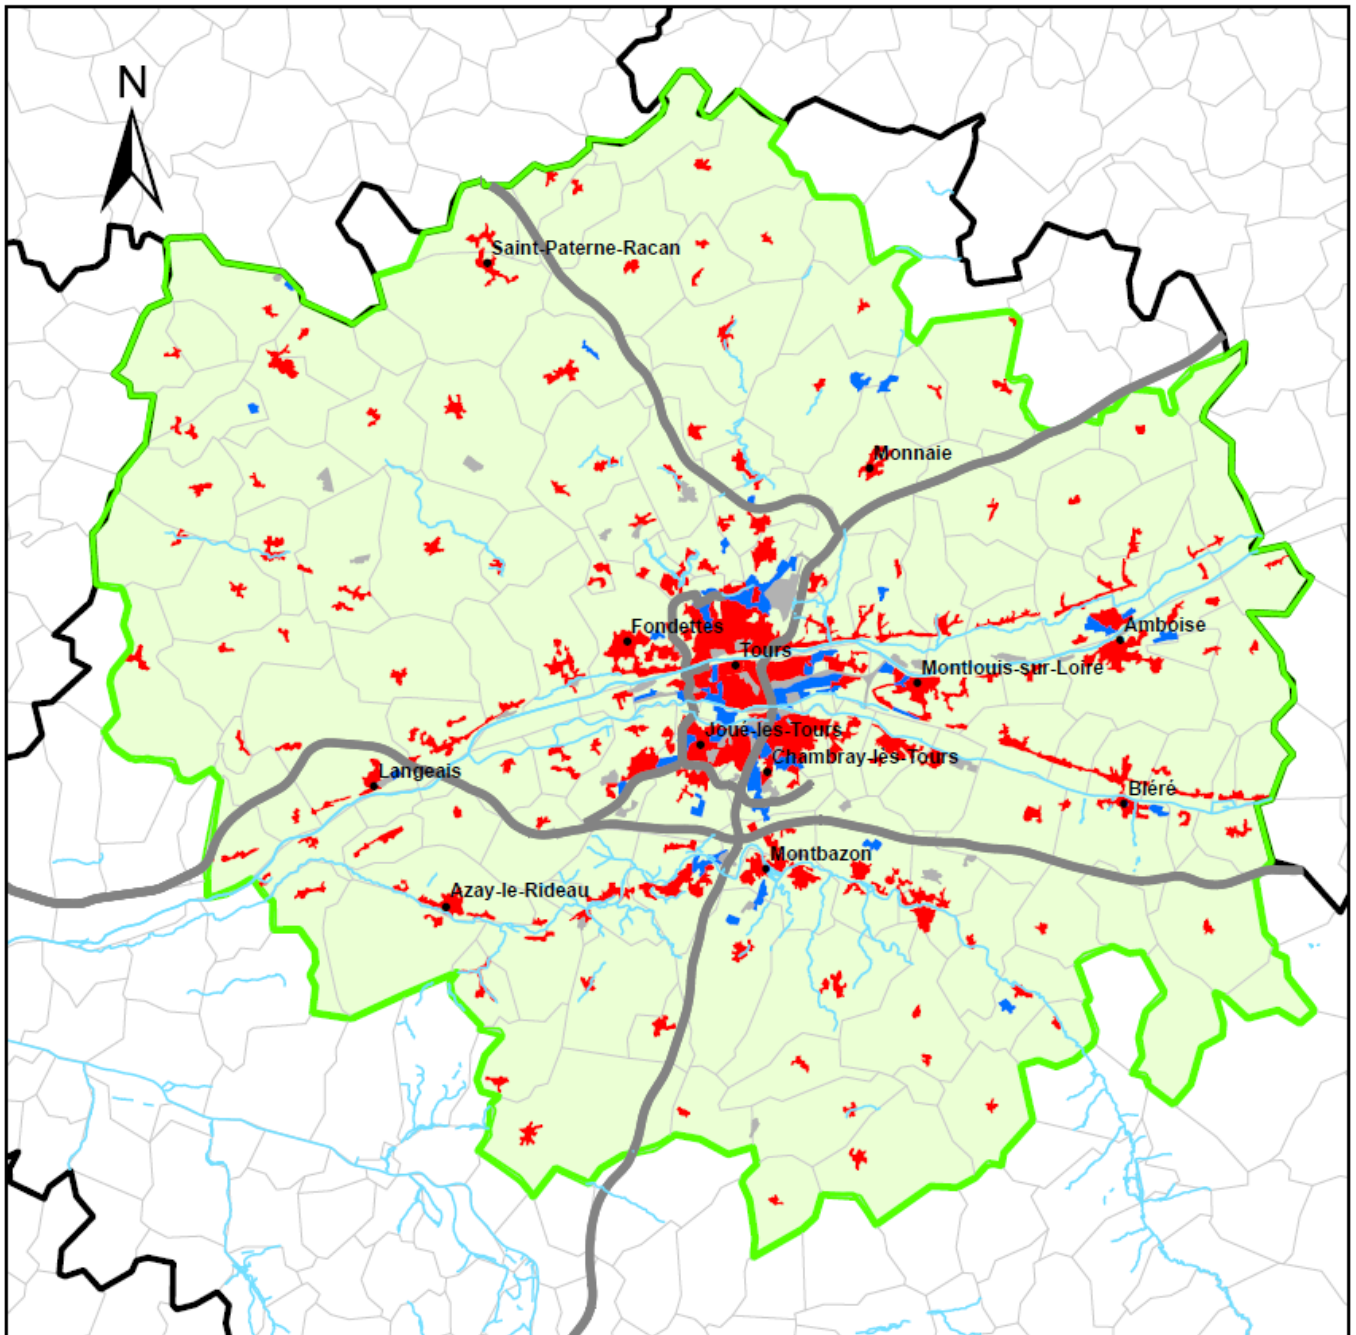 N
Saint-Paterne-Racan
Monnaie
Fondettes
Amboise
Tours
Montlouis-sur-Loire
Joué-les-Tours
Chambray-lès-Tours
Langeais
Bléré
Montbazon
Azay-le-Rideau